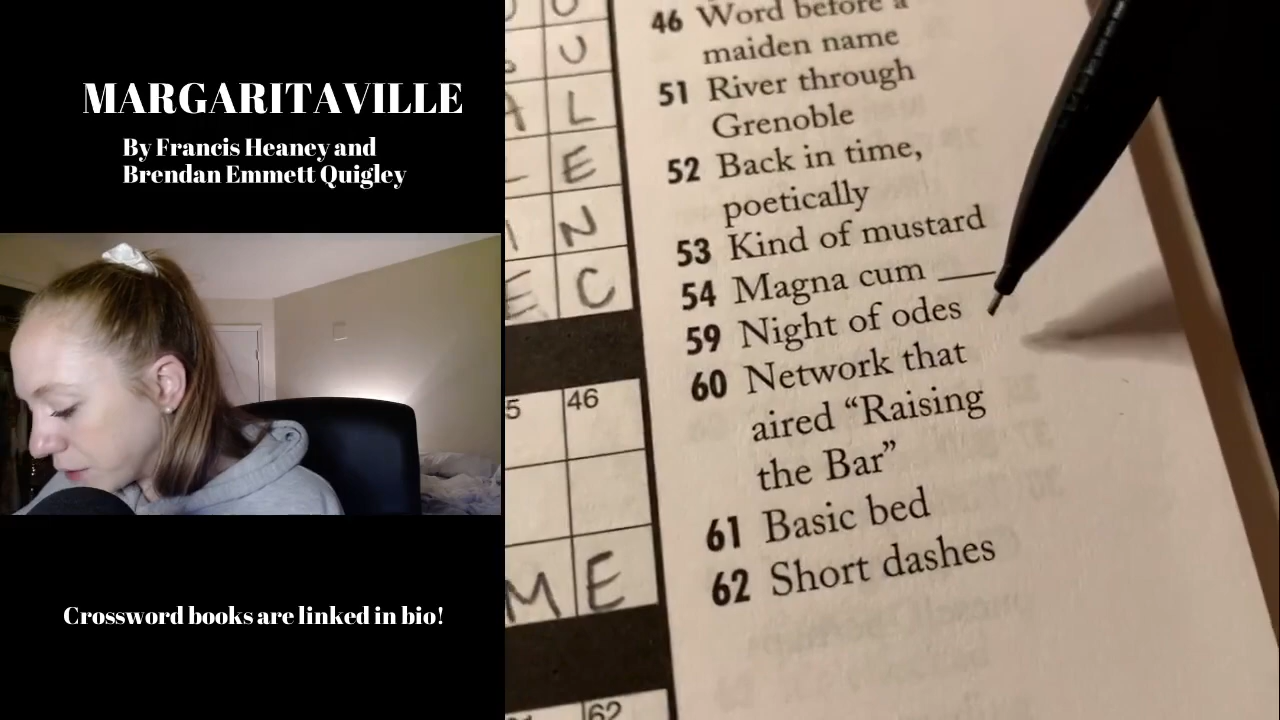 MARGARITAVILLE
By Francis Heaney and
Brendan Emmett Quigley
Crossword books are linked in bio!
O
U
A L
E
N
E C
5 46
M E
62
46 Word before a
maiden name
51 River through
Grenoble
52 Back in time,
poetically
53 Kind of mustard
54 Magna cum ___
59 Night of odes
60 Network that
aired “Raising
the Bar”
61 Basic bed
62 Short dashes